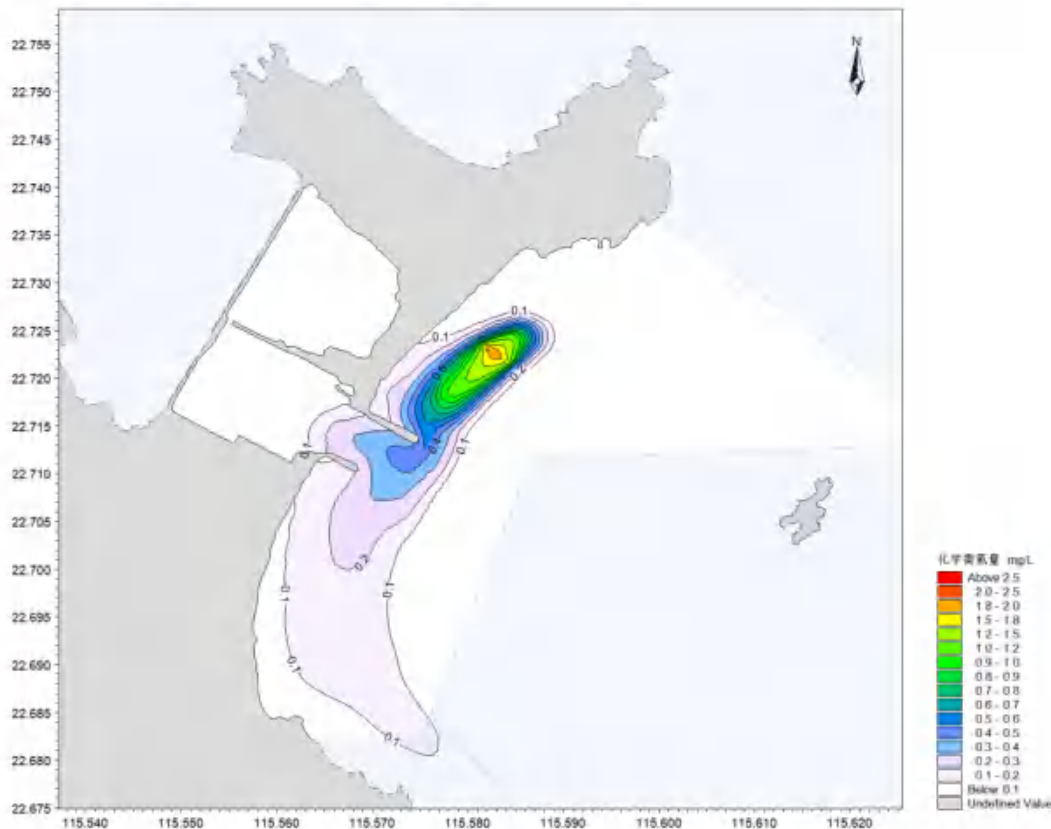 N
22.755
22.750
22.745
22.740
22.735
22.730
22.725
22.720
22.715
22.710
22.705
22.700
22.695
22.690
22.685
22.680
22.675
115.540
115.550
115.560
115.570
115.580
115.590
115.600
115.610
115.620
0.1
0.1
0.2
0.1
0.1
0.2
0.1
0.1
0.1
0.1
化学需氧量 mg/L
Above 2.5
2.0 - 2.5
1.8 - 2.0
1.5 - 1.8
1.2 - 1.5
1.0 - 1.2
0.9 - 1.0
0.8 - 0.9
0.7 - 0.8
0.6 - 0.7
0.5 - 0.6
0.4 - 0.5
0.3 - 0.4
0.2 - 0.3
0.1 - 0.2
Below 0.1
Undefined Value